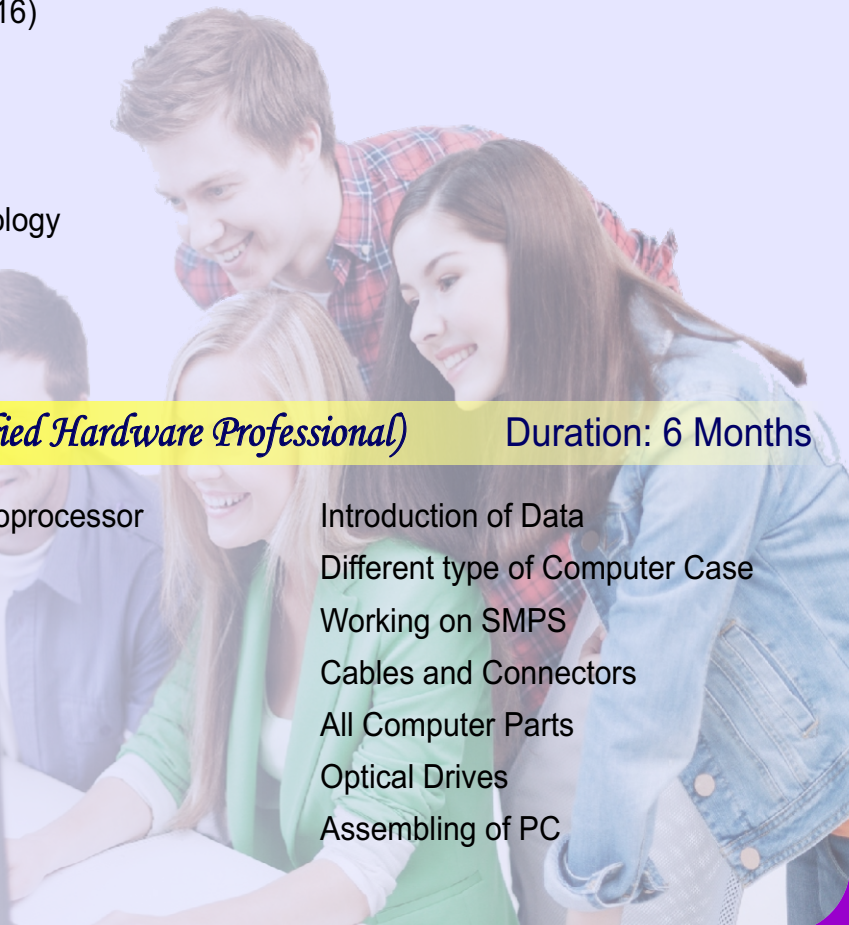 16)
ology
fied Hardware Professional) Duration: 6 Months
oprocessor
Introduction of Data
Different type of Computer Case
Working on SMPS
Cables and Connectors
All Computer Parts
Optical Drives
Assembling of PC